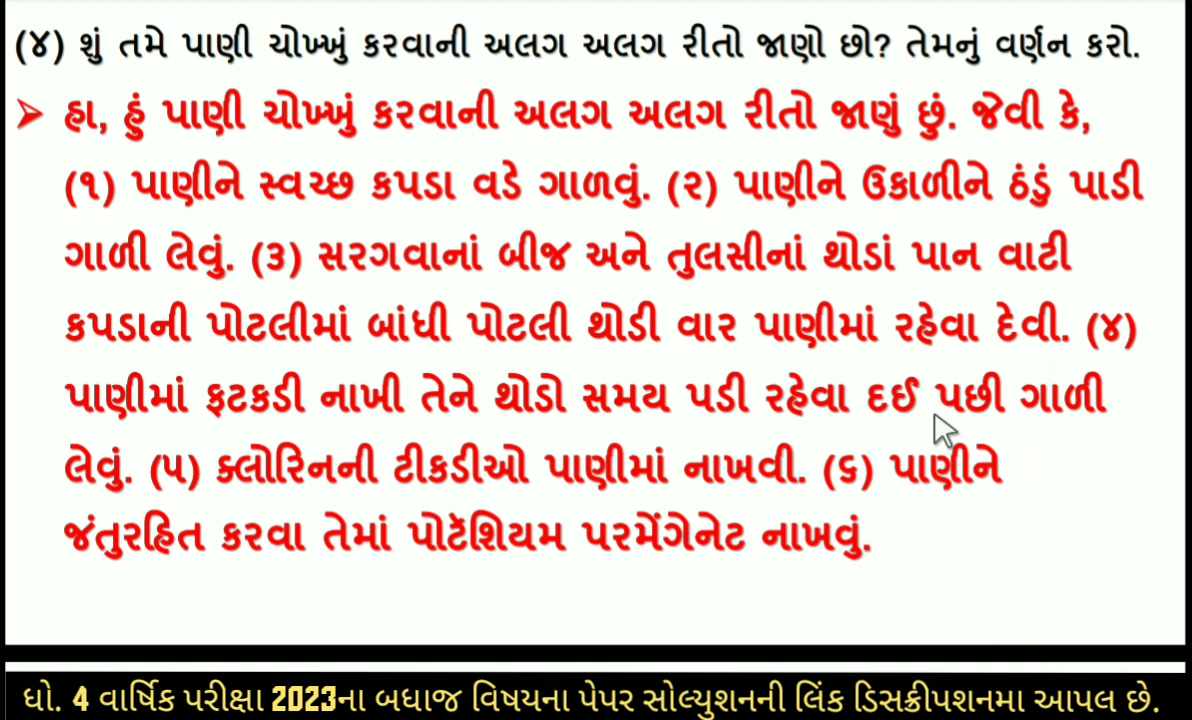 (૪) શું તમે પાણી ચોખ્ખું કરવાની અલગ અલગ રીતો જાણો છો? તેમનું વર્ણન કરો.
➢ હા, હું પાણી ચોખ્ખું કરવાની અલગ અલગ રીતો જાણું છું. જેવી કે,
(૧) પાણીને સ્વચ્છ કપડા વડે ગાળવું. (૨) પાણીને ઉકાળીને ઠંડું પાડી
ગાળી લેવું. (૩) સરગવાનાં બીજ અને તુલસીનાં થોડાં પાન વાટી
કપડાની પોટલીમાં બાંધી પોટલી થોડી વાર પાણીમાં રહેવા દેવી. (૪)
પાણીમાં ફટકડી નાખી તેને થોડો સમય પડી રહેવા દઈ પછી ગાળી
લેવું. (૫) ક્લોરિનની ટીકડીઓ પાણીમાં નાખવી. (૬) પાણીને
જંતુરહિત કરવા તેમાં પોટૅશિયમ પરમેંગેનેટ નાખવું.
ધો. 4 વાર્ષિક પરીક્ષા 2023ના બધાજ વિષયના પેપર સોલ્યુશનની લિંક ડિસક્રીપશનમા આપલ છે.